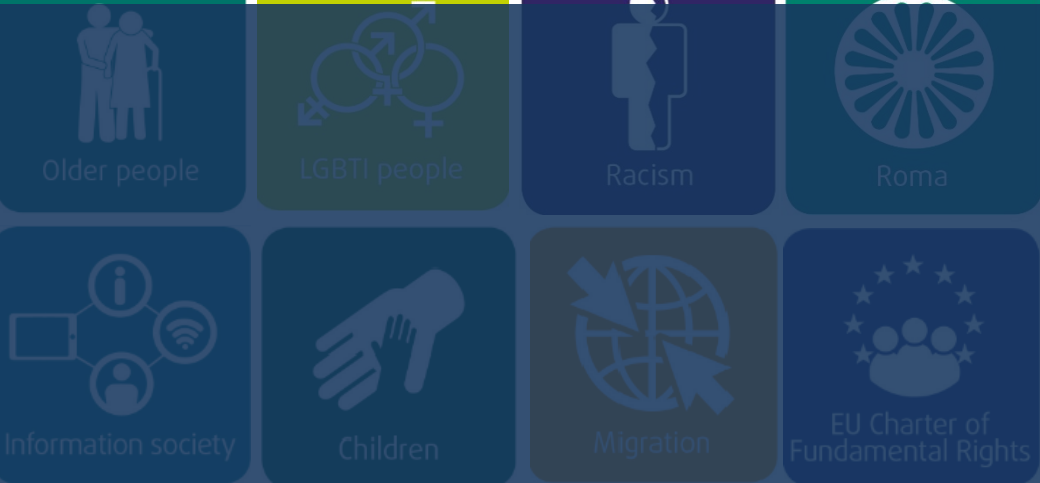 Older people
LGBTI people
Racism
Roma
Information society
Children
Migration
EU Charter of
Fundamental Rights